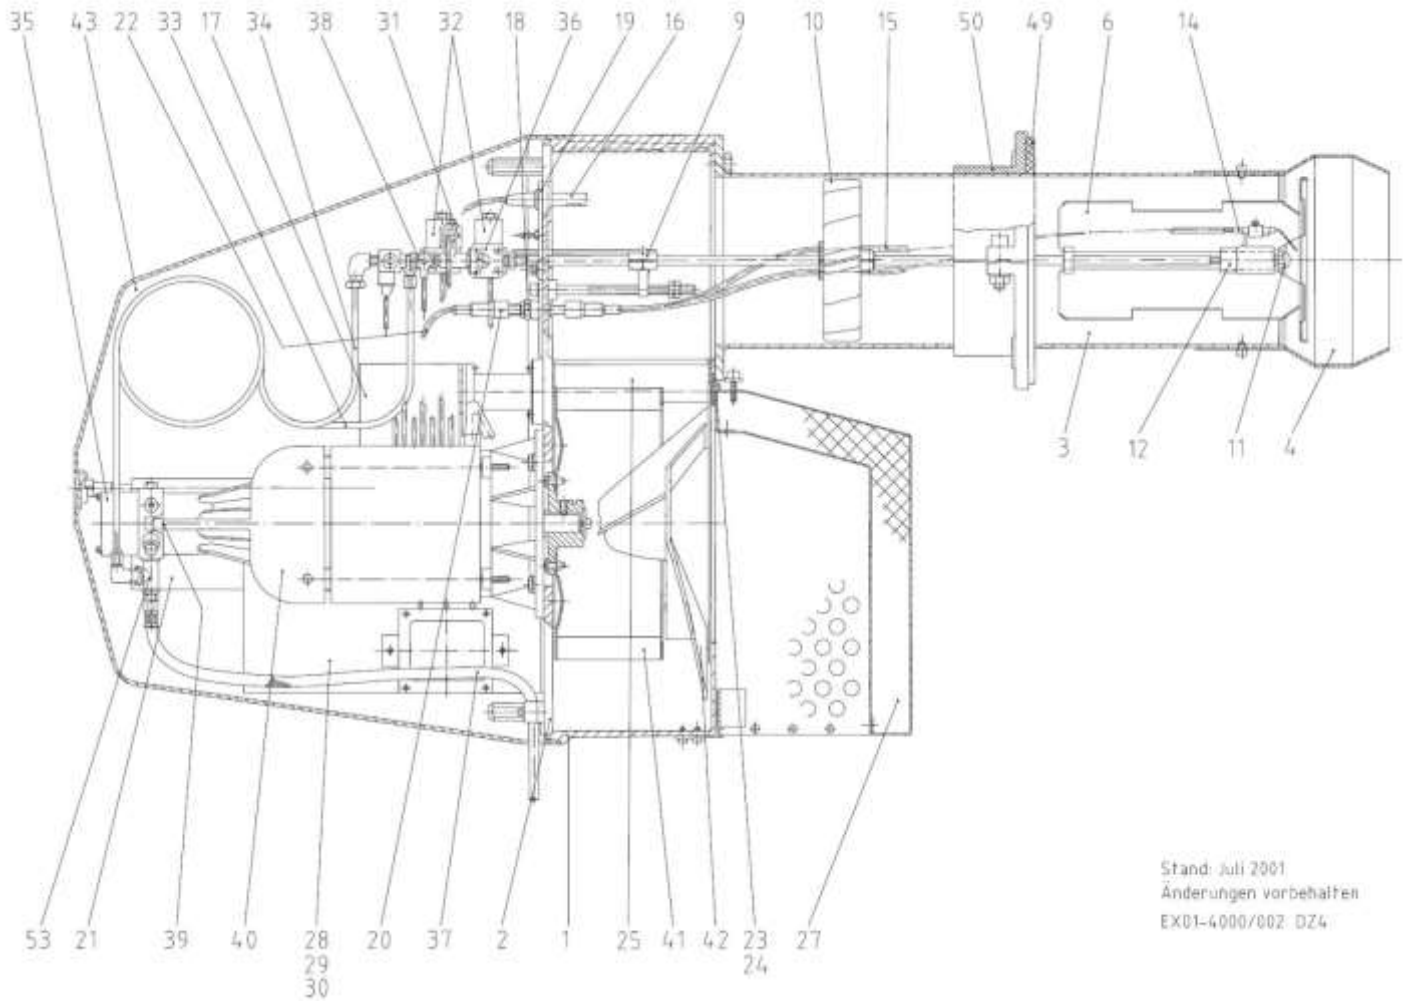 35 43 22 33 17 34 38 31 32 18 36 19 16 9 10 15 50 49 6 14
3 12 11 4
Stand: Juli 2001
Änderungen vorbehalten
EX01-4000/002 DZ4
53 21 39 40 28 20 37 2 1 25 41 42 23 27
29 24
30